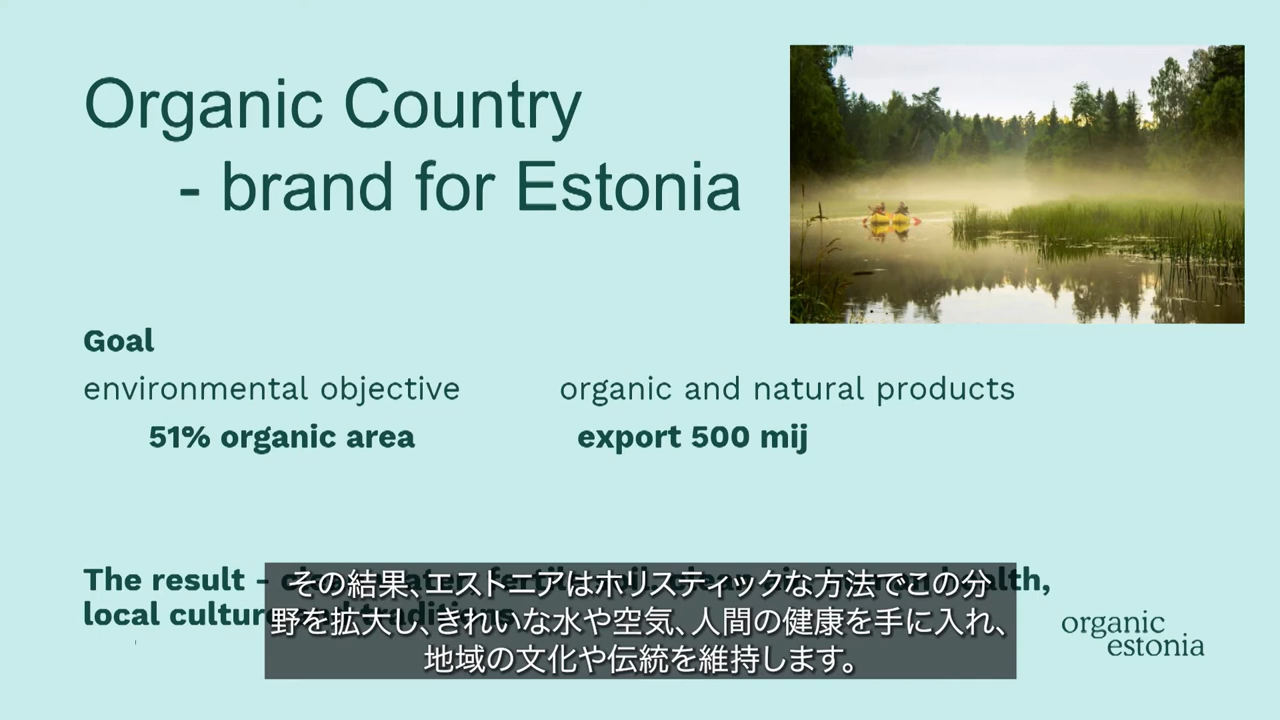 Organic Country
- brand for Estonia
Goal
environmental objective
organic and natural products
51% organic area
export 500 mij
The result -
local culture
その結果、エストニアはホリスティックな方法でこの分
野を拡大し、きれいな水や空気、人間の健康を手に入れ、
地域の文化や伝統を維持します。
organic
estonia